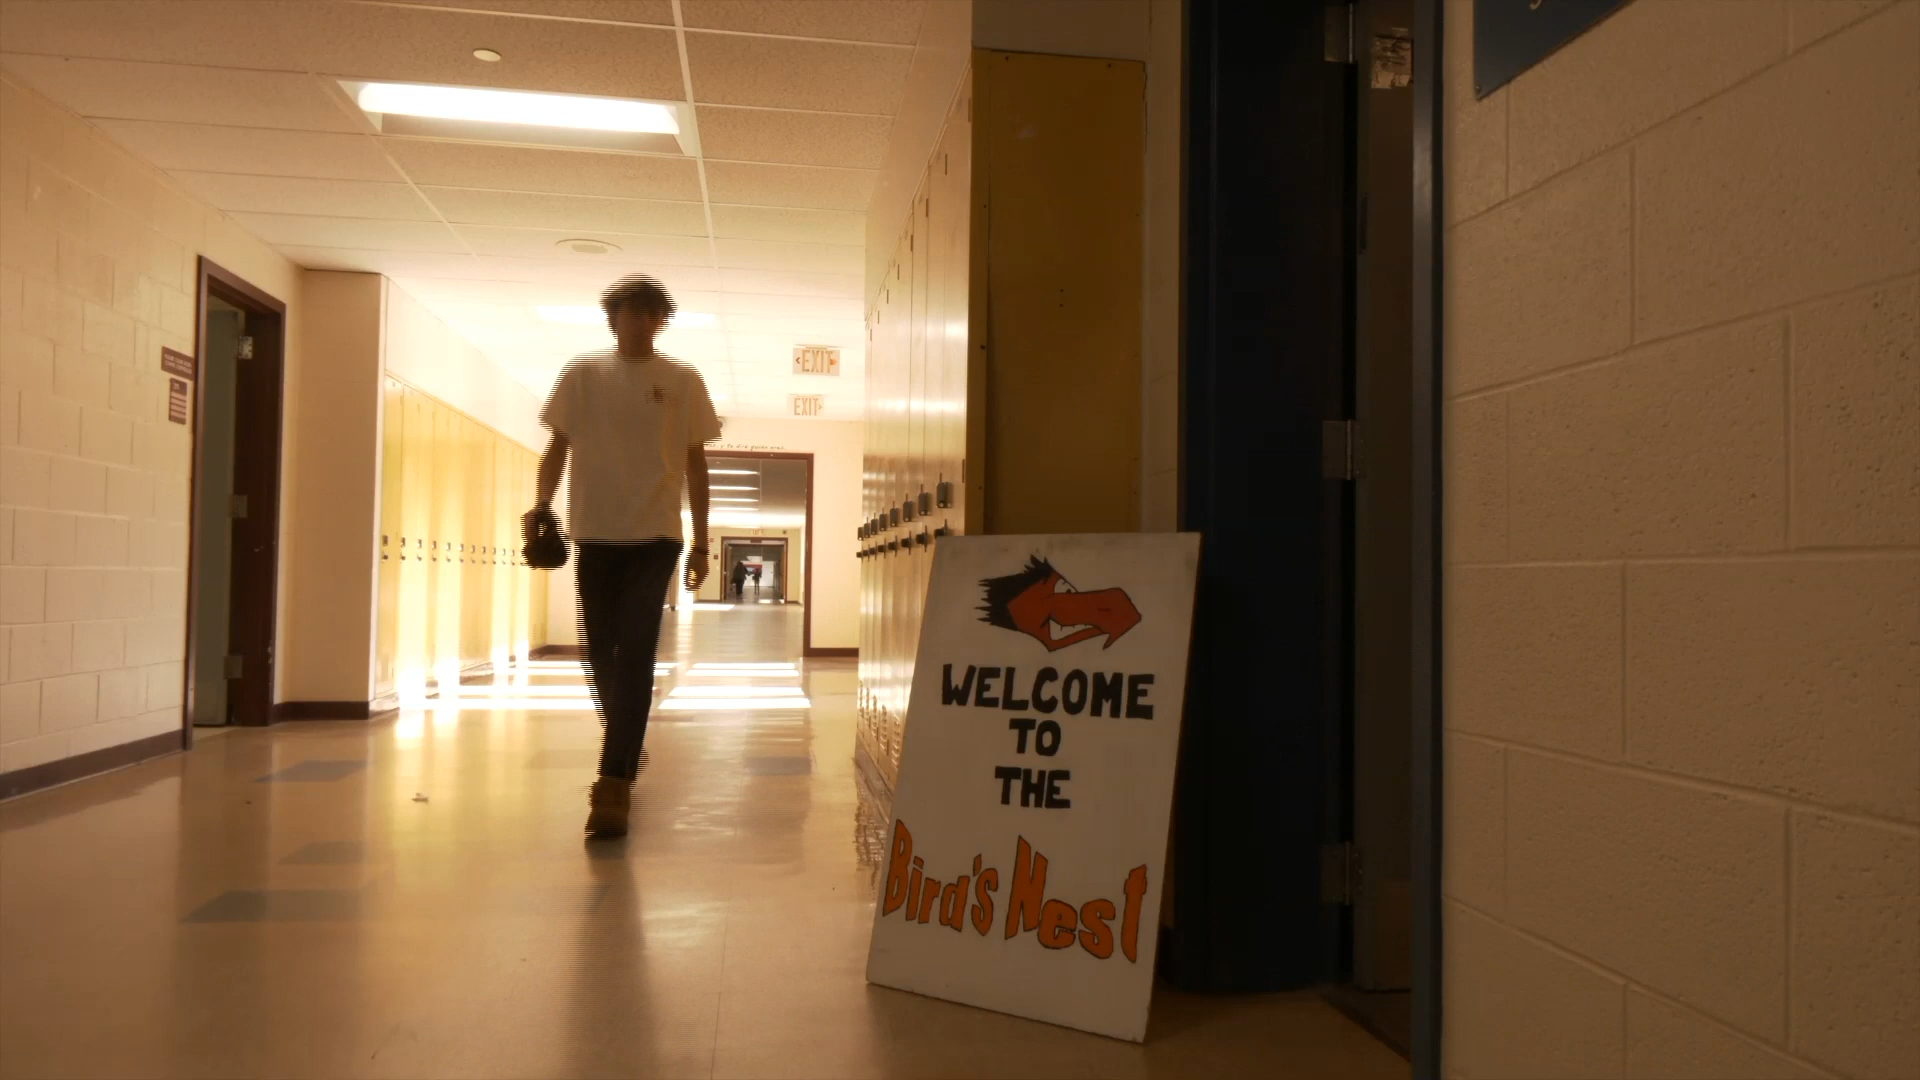 EXIT
EXIT
WELCOME
TO
THE
Bird's Nest